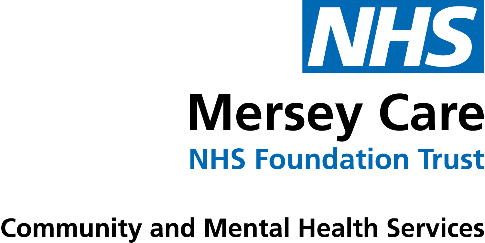 NHS
Mersey Care
NHS Foundation Trust
Community and Mental Health Services